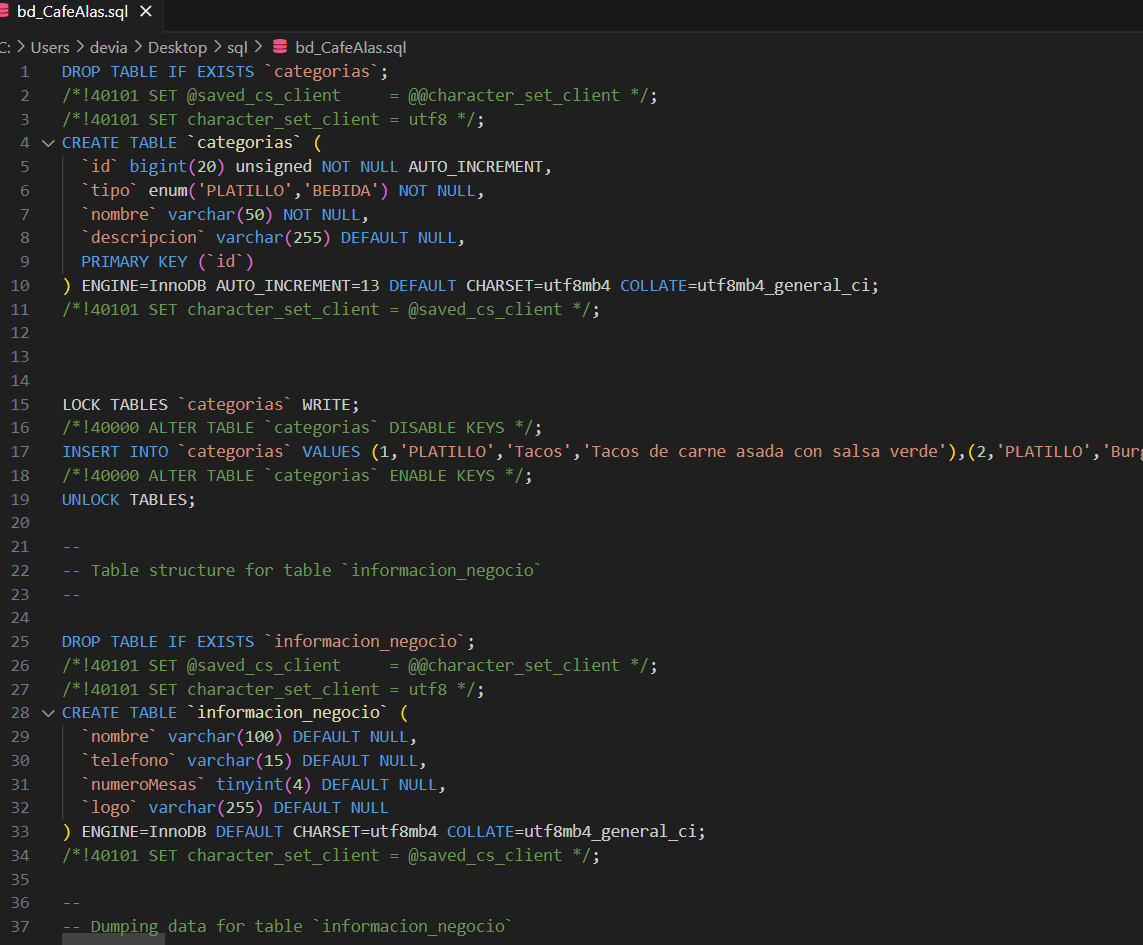 bd_CafeAlas.sql ×
C: > Users > devia > Desktop > sql > bd_CafeAlas.sql
1 DROP TABLE IF EXISTS `categorias`;
2 /*!40101 SET @saved_cs_client     = @@character_set_client */;
3 /*!40101 SET character_set_client = utf8 */;
4 CREATE TABLE `categorias` (
5   `id` bigint(20) unsigned NOT NULL AUTO_INCREMENT,
6   `tipo` enum('PLATILLO','BEBIDA') NOT NULL,
7   `nombre` varchar(50) NOT NULL,
8   `descripcion` varchar(255) DEFAULT NULL,
9   PRIMARY KEY (`id`)
10 ) ENGINE=InnoDB AUTO_INCREMENT=13 DEFAULT CHARSET=utf8mb4 COLLATE=utf8mb4_general_ci;
11 /*!40101 SET character_set_client = @saved_cs_client */;
12
13
14
15 LOCK TABLES `categorias` WRITE;
16 /*!40000 ALTER TABLE `categorias` DISABLE KEYS */;
17 INSERT INTO `categorias` VALUES (1,'PLATILLO','Tacos','Tacos de carne asada con salsa verde'),(2,'PLATILLO','Burg
18 /*!40000 ALTER TABLE `categorias` ENABLE KEYS */;
19 UNLOCK TABLES;
20
21 --
22 -- Table structure for table `informacion_negocio`
23 --
24
25 DROP TABLE IF EXISTS `informacion_negocio`;
26 /*!40101 SET @saved_cs_client     = @@character_set_client */;
27 /*!40101 SET character_set_client = utf8 */;
28 CREATE TABLE `informacion_negocio` (
29   `nombre` varchar(100) DEFAULT NULL,
30   `telefono` varchar(15) DEFAULT NULL,
31   `numeroMesas` tinyint(4) DEFAULT NULL,
32   `logo` varchar(255) DEFAULT NULL
33 ) ENGINE=InnoDB DEFAULT CHARSET=utf8mb4 COLLATE=utf8mb4_general_ci;
34 /*!40101 SET character_set_client = @saved_cs_client */;
35
36 --
37 -- Dumping data for table `informacion_negocio`